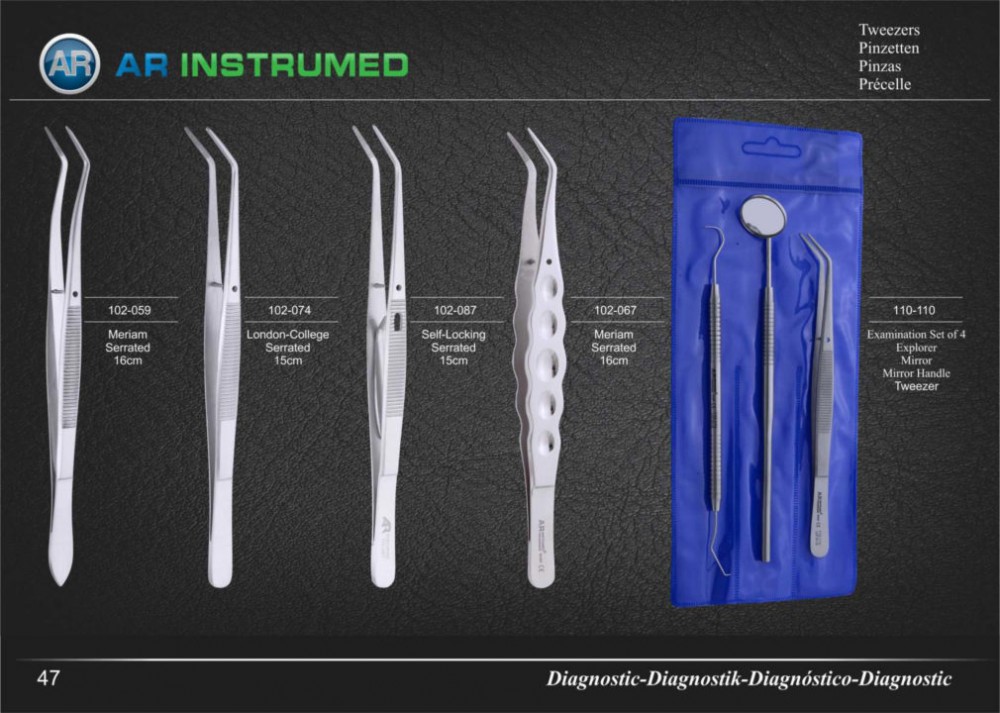 AR
AR INSTRUMED
Tweezers
Pinzetten
Pinzas
Précelle
102-059
Meriam
Serrated
16cm
102-074
London-College
Serrated
15cm
102-087
Self-Locking
Serrated
15cm
102-067
Meriam
Serrated
16cm
110-110
Examination Set of 4
Explorer
Mirror
Mirror Handle
Tweezer
AR
AR
47
Diagnostic-Diagnostik-Diagnóstico-Diagnostic